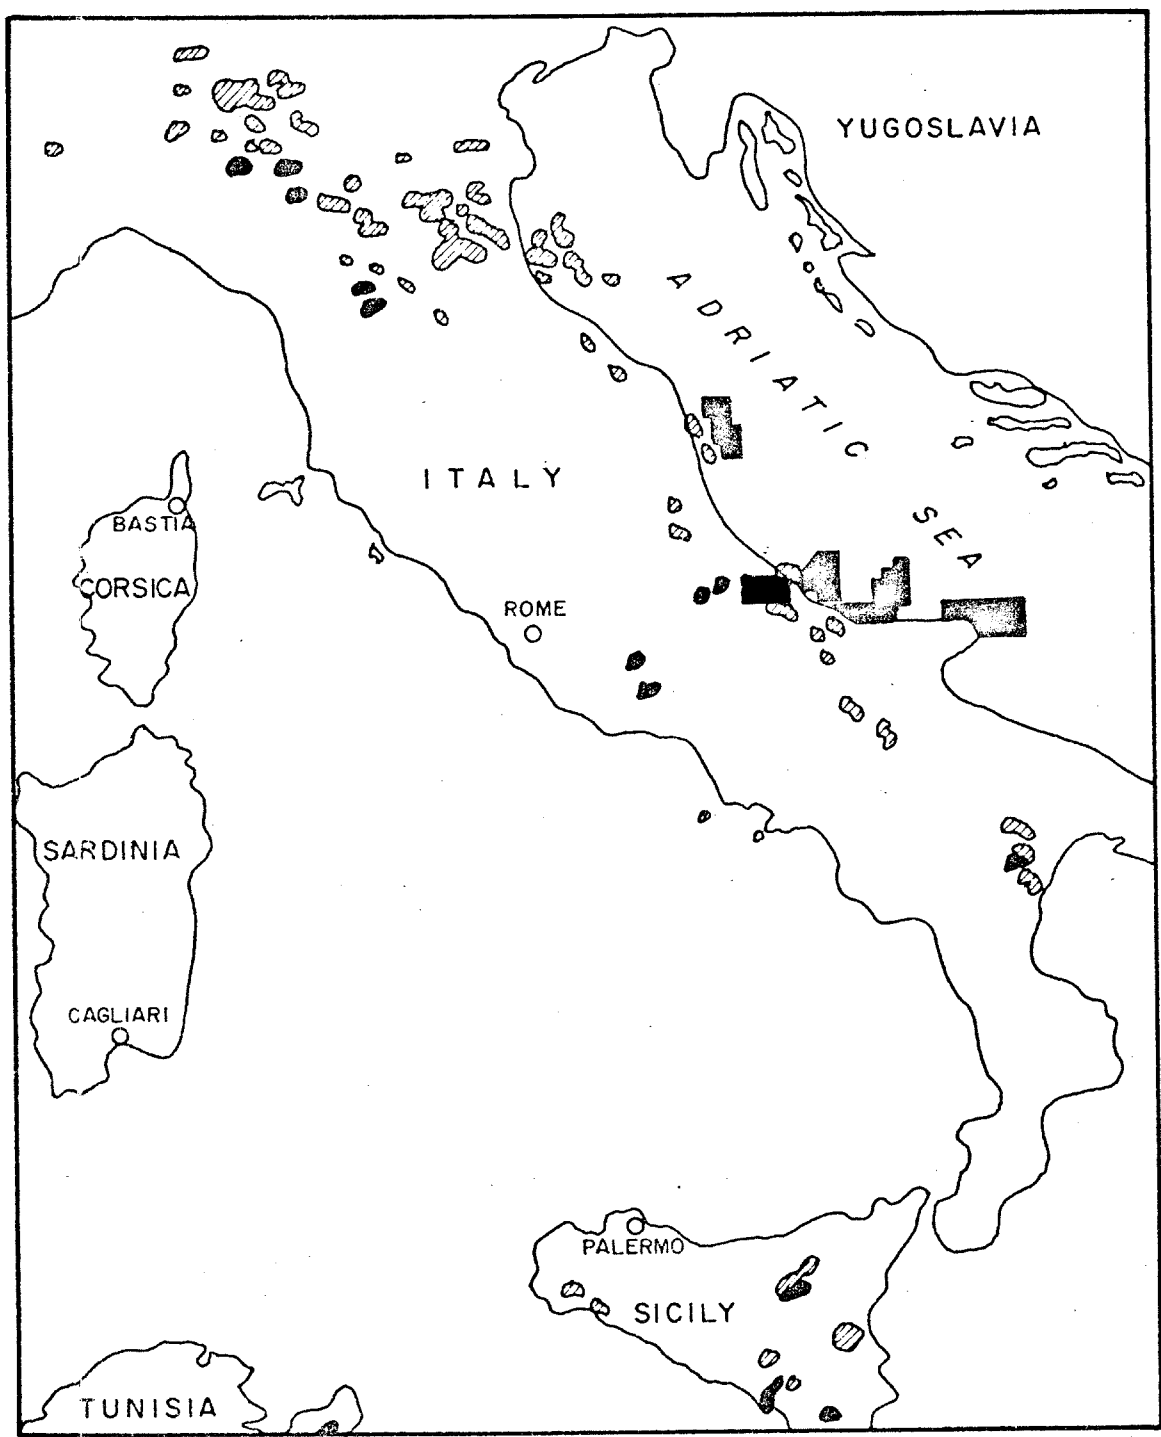 YUGOSLAVIA
ADRIATIC SEA
ITALY
BASTIA
CORSICA
ROME
SARDINIA
CAGLIARI
PALERMO
SICILY
TUNISIA